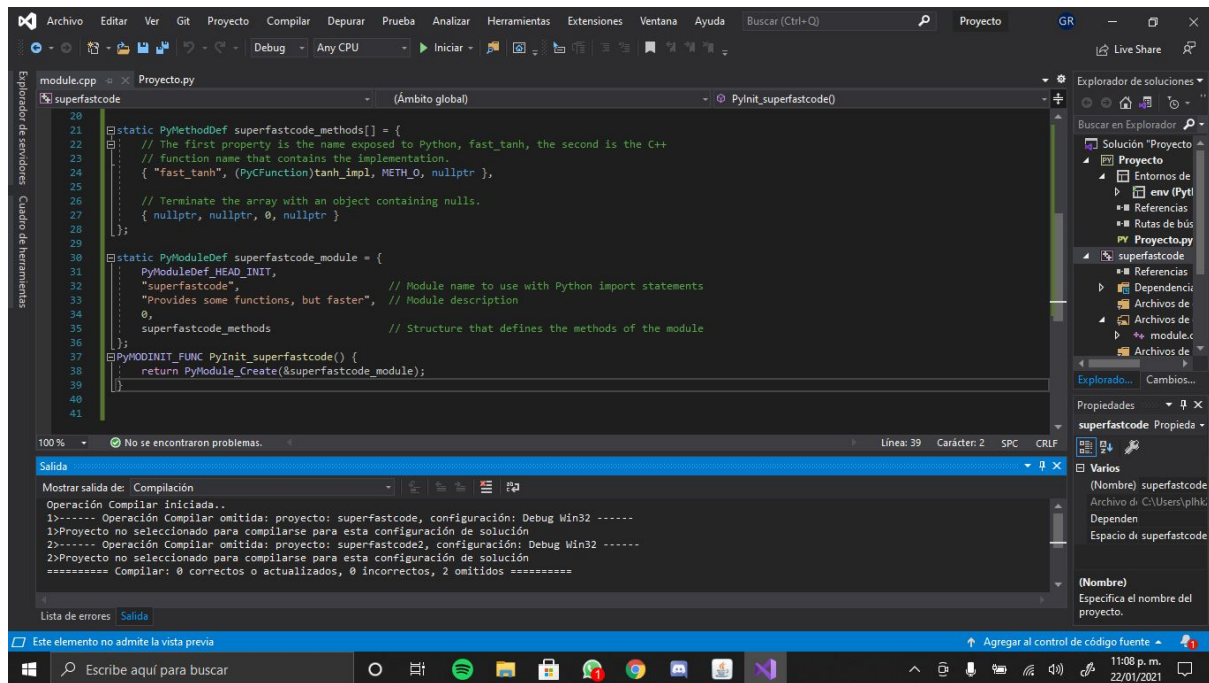 Archivo Editar Ver Git Proyecto Compilar Depurar Prueba Analizar Herramientas Extensiones Ventana Ayuda Buscar (Ctrl+Q) Proyecto GR
Debug Any CPU Iniciar Live Share
Explorador de servidores
Cuadro de herramientas
module.cpp Proyecto.py
superfastcode (Ámbito global) PyInit_superfastcode()
20
21 static PyMethodDef superfastcode_methods[] = {
22 // The first property is the name exposed to Python, fast_tanh, the second is the C++
23 // function name that contains the implementation.
24 { "fast_tanh", (PyCFunction)tanh_impl, METH_O, nullptr },
25
26 // Terminate the array with an object containing nulls.
27 { nullptr, nullptr, 0, nullptr }
28 };
29
30 static PyModuleDef superfastcode_module = {
31 PyModuleDef_HEAD_INIT,
32 "superfastcode", // Module name to use with Python import statements
33 "Provides some functions, but faster", // Module description
34 0,
35 superfastcode_methods // Structure that defines the methods of the module
36 };
37 PyMODINIT_FUNC PyInit_superfastcode() {
38 return PyModule_Create(&superfastcode_module);
39 }
40
41
100 % No se encontraron problemas. Línea: 39 Carácter: 2 SPC CRLF
Salida
Mostrar salida de: Compilación
Operación Compilar iniciada..
1>------ Operación Compilar omitida: proyecto: superfastcode, configuración: Debug Win32 ------
1>Proyecto no seleccionado para compilarse para esta configuración de solución
2>------ Operación Compilar omitida: proyecto: superfastcode2, configuración: Debug Win32 ------
2>Proyecto no seleccionado para compilarse para esta configuración de solución
========== Compilar: 0 correctos o actualizados, 0 incorrectos, 2 omitidos ==========
Lista de errores Salida
Explorador de soluciones
Buscar en Explorador
Solución "Proyecto
PY Proyecto
Entornos de
env (Pyt
Referencias
Rutas de bús
PY Proyecto.py
superfastcode
Referencias
Dependencia
Archivos de
Archivos de
++ module.c
Archivos de
Explorado... Cambios...
Propiedades
superfastcode Propieda
Varios
(Nombre) superfastcode
Archivo d C:\Users\plhk
Dependen
Espacio d superfastcode
(Nombre)
Especifica el nombre del
proyecto.
Este elemento no admite la vista previa Agregar al control de código fuente 1
Escribe aquí para buscar 1 11:08 p. m.
22/01/2021